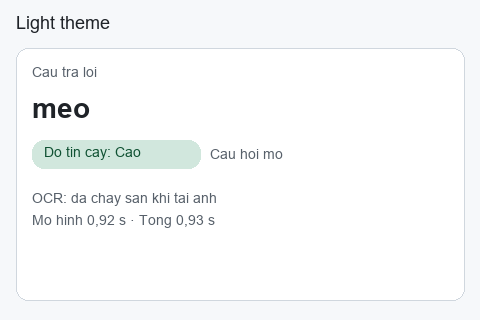 Light theme
Cau tra loi
meo
Do tin cay: Cao
Cau hoi mo
OCR: da chay san khi tai anh
Mo hinh 0,92 s · Tong 0,93 s